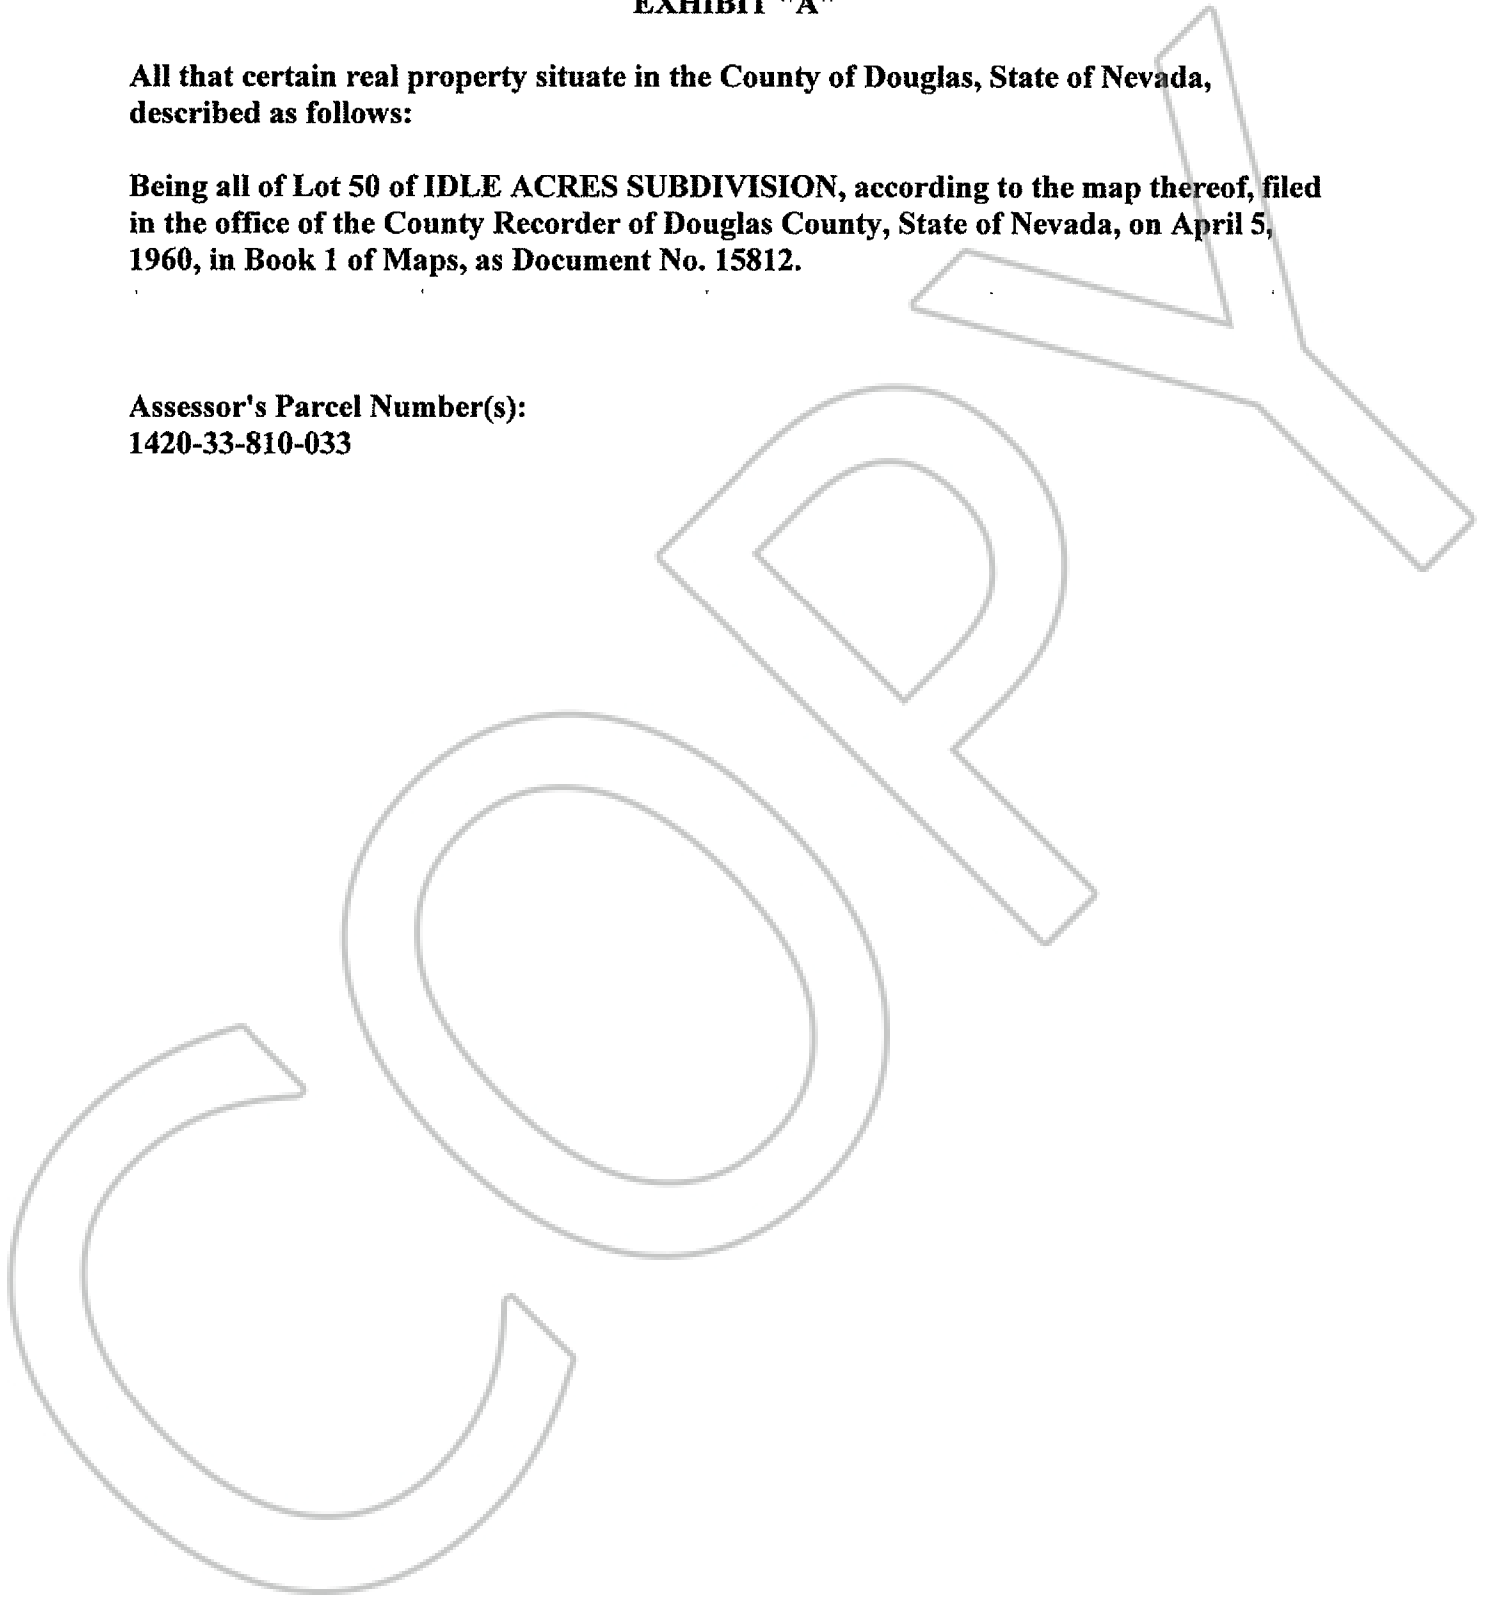 EXHIBIT "A"
All that certain real property situate in the County of Douglas, State of Nevada,
described as follows:
Being all of Lot 50 of IDLE ACRES SUBDIVISION, according to the map thereof, filed
in the office of the County Recorder of Douglas County, State of Nevada, on April 5,
1960, in Book 1 of Maps, as Document No. 15812.
Assessor's Parcel Number(s):
1420-33-810-033
COPY